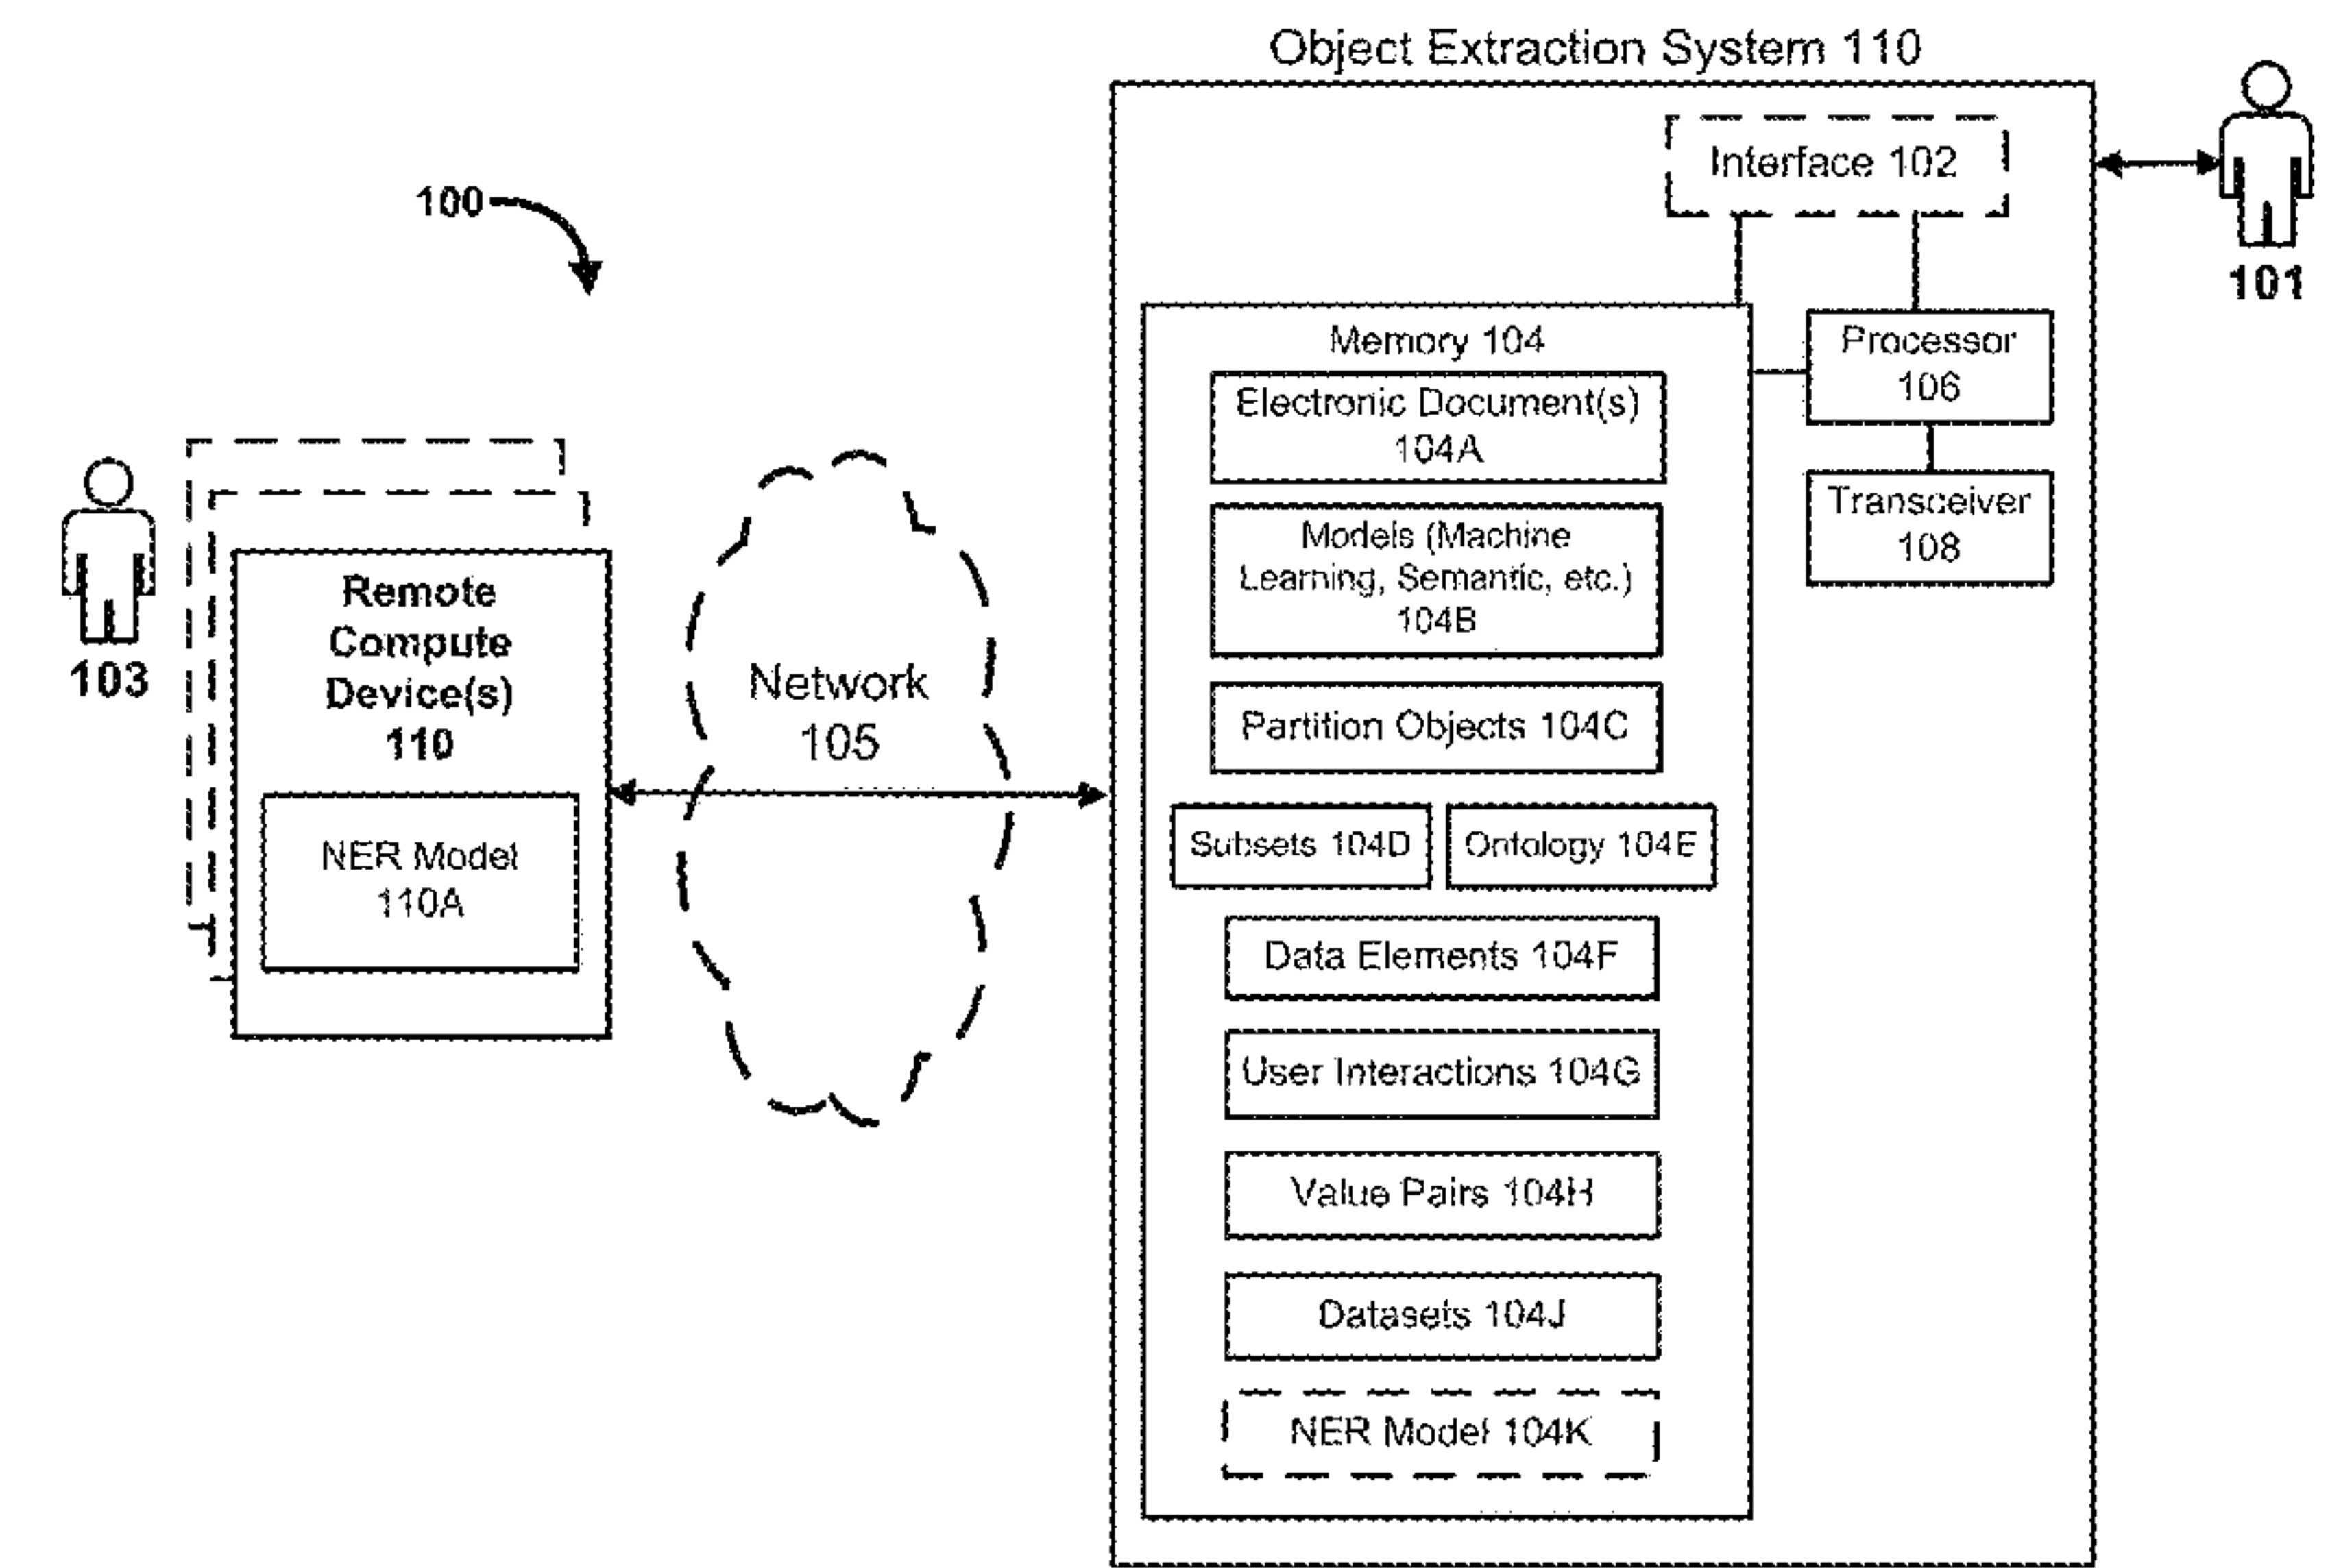 Object Extraction System 110
Interface 102
100
101
Memory 104
Processor
106
Electronic Document(s)
104A
Transceiver
108
Models (Machine
Learning, Semantic, etc.)
104B
103
Remote
Compute
Device(s)
110
Network
105
Partition Objects 104C
NER Model
110A
Subsets 104D
Ontology 104E
Data Elements 104F
User Interactions 104G
Value Pairs 104H
Datasets 104J
NER Model 104K